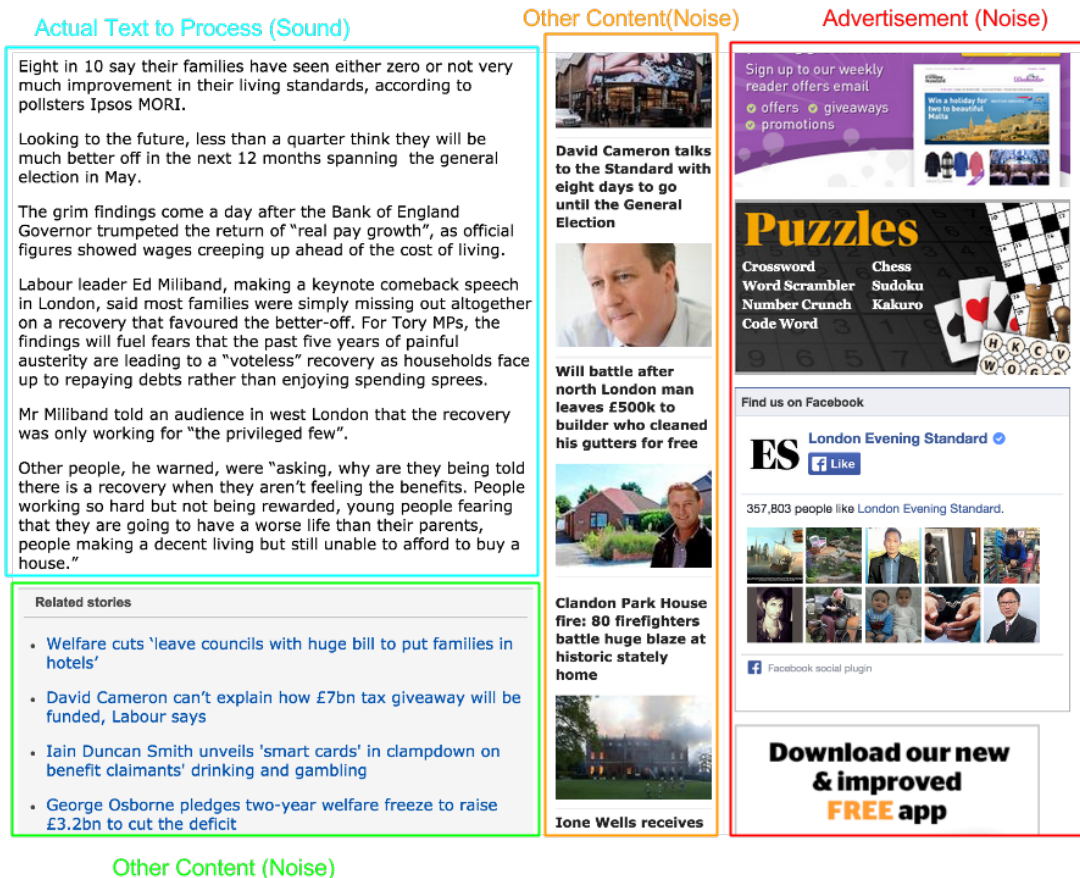 Actual Text to Process (Sound)
Other Content(Noise)
Advertisement (Noise)
Eight in 10 say their families have seen either zero or not very
much improvement in their living standards, according to
pollsters Ipsos MORI.
Looking to the future, less than a quarter think they will be
much better off in the next 12 months spanning  the general
election in May.
The grim findings come a day after the Bank of England
Governor trumpeted the return of “real pay growth”, as official
figures showed wages creeping up ahead of the cost of living.
Labour leader Ed Miliband, making a keynote comeback speech
in London, said most families were simply missing out altogether
on a recovery that favoured the better-off. For Tory MPs, the
findings will fuel fears that the past five years of painful
austerity are leading to a “voteless” recovery as households face
up to repaying debts rather than enjoying spending sprees.
Mr Miliband told an audience in west London that the recovery
was only working for “the privileged few”.
Other people, he warned, were “asking, why are they being told
there is a recovery when they aren’t feeling the benefits. People
working so hard but not being rewarded, young people fearing
that they are going to have a worse life than their parents,
people making a decent living but still unable to afford to buy a
house.”
Related stories
Welfare cuts ‘leave councils with huge bill to put families in
hotels’
David Cameron can’t explain how £7bn tax giveaway will be
funded, Labour says
Iain Duncan Smith unveils 'smart cards' in clampdown on
benefit claimants' drinking and gambling
George Osborne pledges two-year welfare freeze to raise
£3.2bn to cut the deficit
Other Content (Noise)
David Cameron talks
to the Standard with
eight days to go
until the General
Election
Will battle after
north London man
leaves £500k to
builder who cleaned
his gutters for free
Clandon Park House
fire: 80 firefighters
battle huge blaze at
historic stately
home
Ione Wells receives
Sign up to our weekly
reader offers email
offers giveaways
promotions
Win a holiday for
two to beautiful
Malta
Puzzles
Crossword
Word Scrambler
Number Crunch
Code Word
Chess
Sudoku
Kakuro
H K C V
W O G
Find us on Facebook
ES
London Evening Standard
Like
357,803 people like London Evening Standard.
Facebook social plugin
Download our new
& improved
FREE app